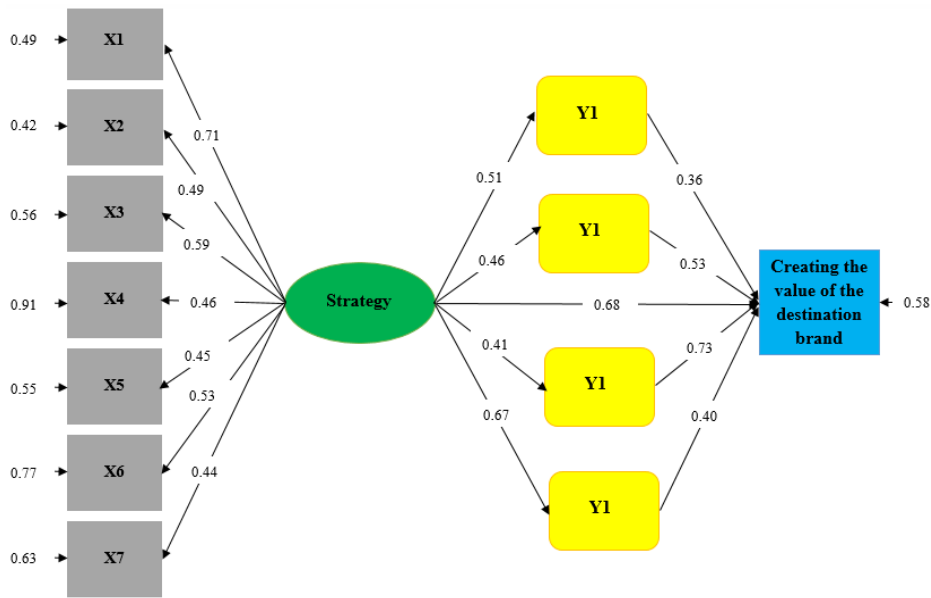 0.49
X1
0.42
X2
0.56
X3
0.91
X4
0.55
X5
0.77
X6
0.63
X7
0.71
0.49
0.59
0.46
0.45
0.53
0.44
Strategy
0.51
0.46
0.68
0.41
0.67
Y1
Y1
Y1
Y1
0.36
0.53
0.73
0.40
Creating the
value of the
destination
brand
0.58